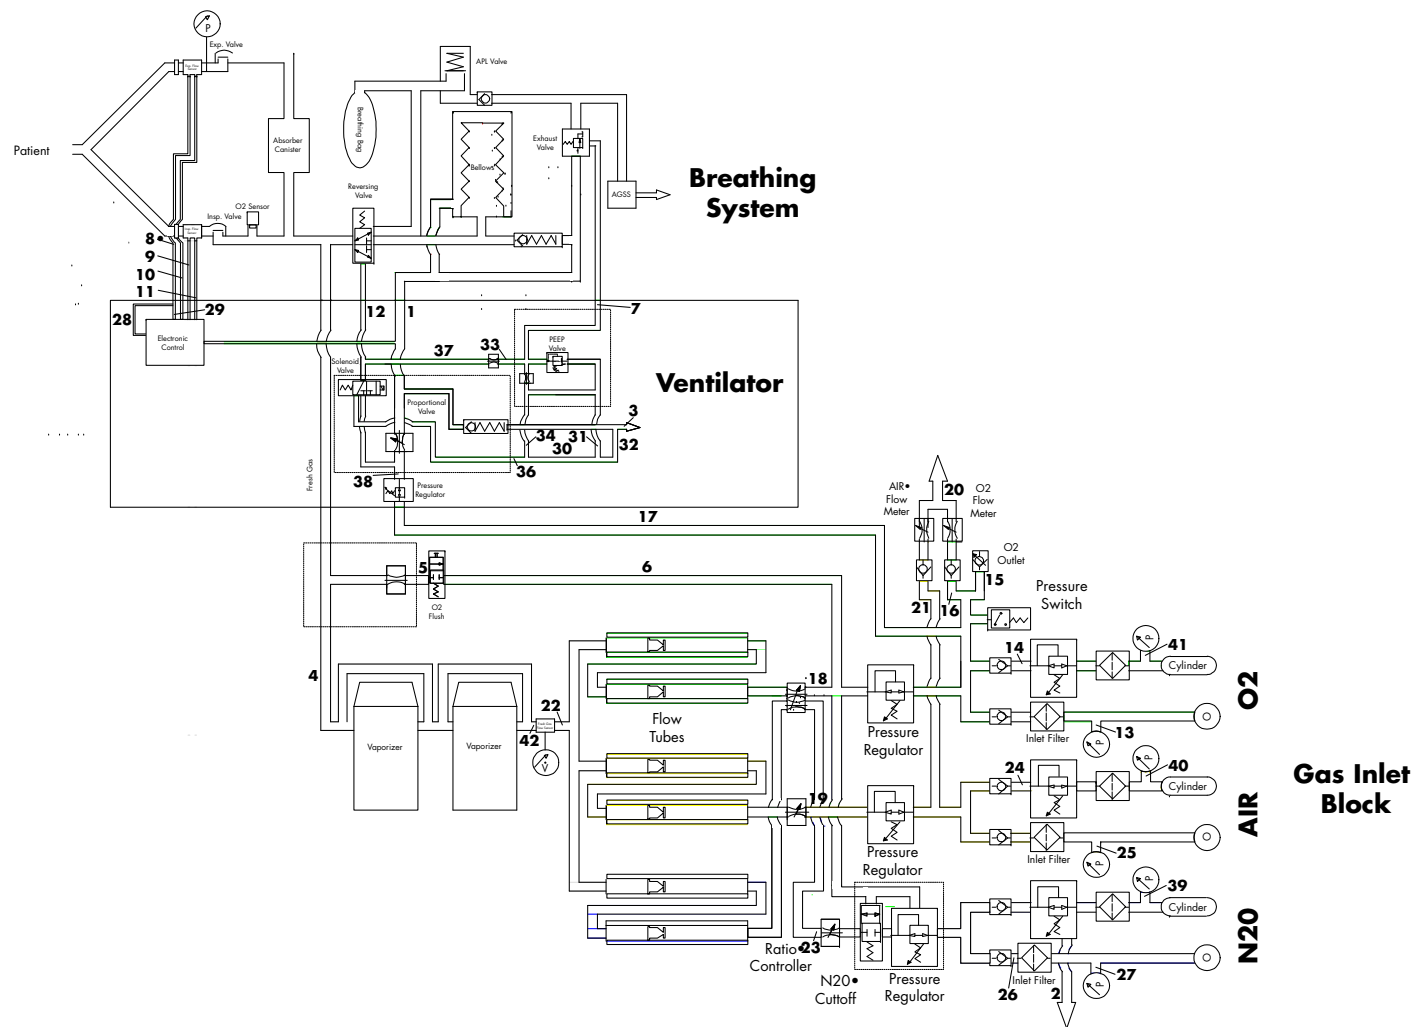 P
Exp. Valve
APL Valve
Breathing Bag
Absorber
Canister
Exhaust
Valve
Patient
Bellows
Breathing
System
Reversing
Valve
AGSS
O2 Sensor
Insp. Valve
8
9
10
11
28
29
12
1
7
Electronic
Control
37
33
PEEP
Valve
Solenoid
Valve
Ventilator
Proportional
Valve
3
34
31
30
32
36
38
Pressure
Regulator
Fresh Gas
17
AIR•
Flow
Meter
20
O2
Flow
Meter
O2
Outlet
15
5
6
O2
Flush
21
16
Pressure
Switch
14
P
41
Cylinder
O2
4
18
22
42
Flow
Tubes
Pressure
Regulator
Inlet Filter
13
P
Vaporizer
Vaporizer
V
24
P
40
Cylinder
AIR
Gas Inlet
Block
19
Pressure
Regulator
Inlet Filter
25
P
P
39
Cylinder
N20
Ratio•
Controller
23
N20•
Cuttoff
Pressure
Regulator
Inlet Filter
26
2
27
P